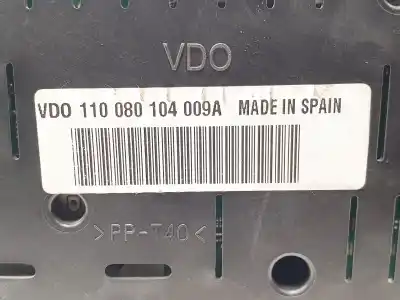 VDO
VDO 110 080 104 009A MADE IN SPAIN
>PP-T40<